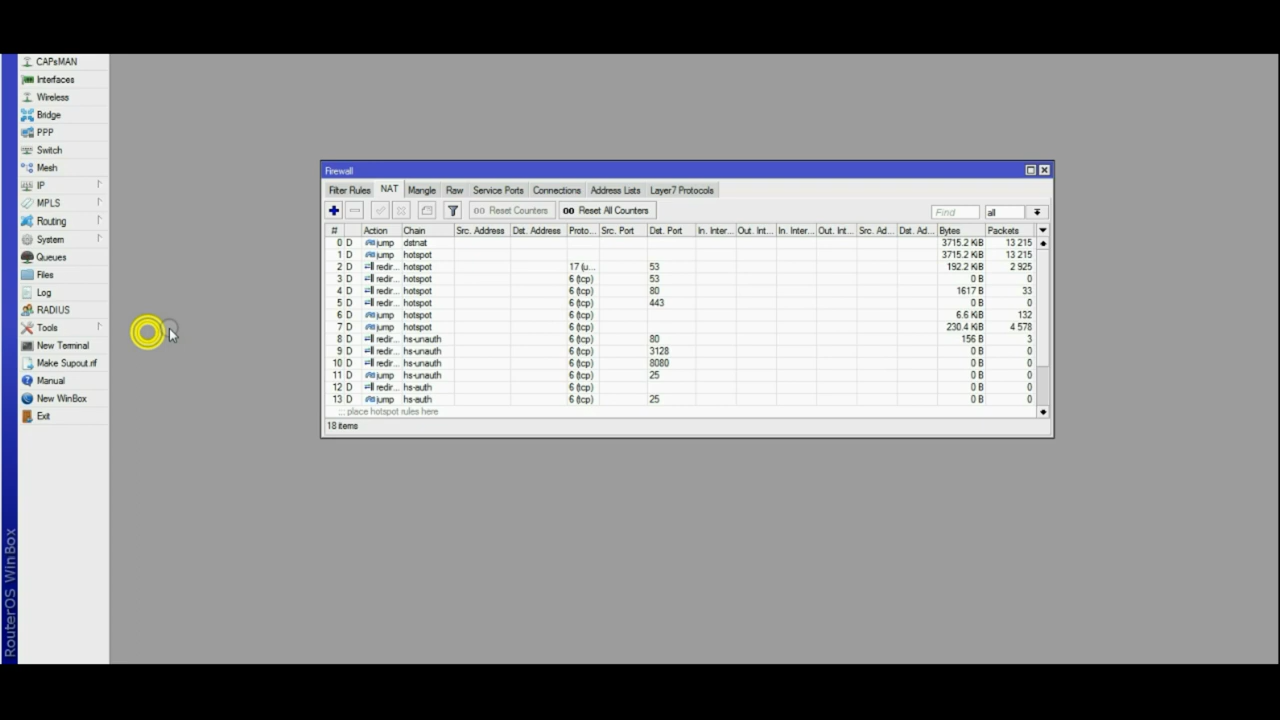 CAPsMAN
Interfaces
Wireless
Bridge
PPP
Switch
Mesh
IP
MPLS
Routing
System
Queues
Files
Log
RADIUS
Tools
New Terminal
Make Supout.rif
Manual
New WinBox
Exit
RouterOS WinBox
Firewall
Filter Rules NAT Mangle Raw Service Ports Connections Address Lists Layer7 Protocols
00 Reset Counters 00 Reset All Counters Find all
# Action Chain Src. Address Dst. Address Proto... Src. Port Dst. Port In. Inter... Out. Int... In. Inter... Out. Int... Src. Ad... Dst. Ad... Bytes Packets
0 D jump dstnat 3715.2 KiB 13 215
1 D jump hotspot 3715.2 KiB 13 215
2 D redir... hotspot 17 (u... 53 192.2 KiB 2 925
3 D redir... hotspot 6 (tcp) 53 0 B 0
4 D redir... hotspot 6 (tcp) 80 1617 B 33
5 D redir... hotspot 6 (tcp) 443 0 B 0
6 D jump hotspot 6 (tcp) 6.6 KiB 132
7 D jump hotspot 6 (tcp) 230.4 KiB 4 578
8 D redir... hs-unauth 6 (tcp) 80 156 B 3
9 D redir... hs-unauth 6 (tcp) 3128 0 B 0
10 D redir... hs-unauth 6 (tcp) 8080 0 B 0
11 D jump hs-unauth 6 (tcp) 25 0 B 0
12 D redir... hs-auth 6 (tcp) 0 B 0
13 D jump hs-auth 6 (tcp) 25 0 B 0
::: place hotspot rules here
18 items